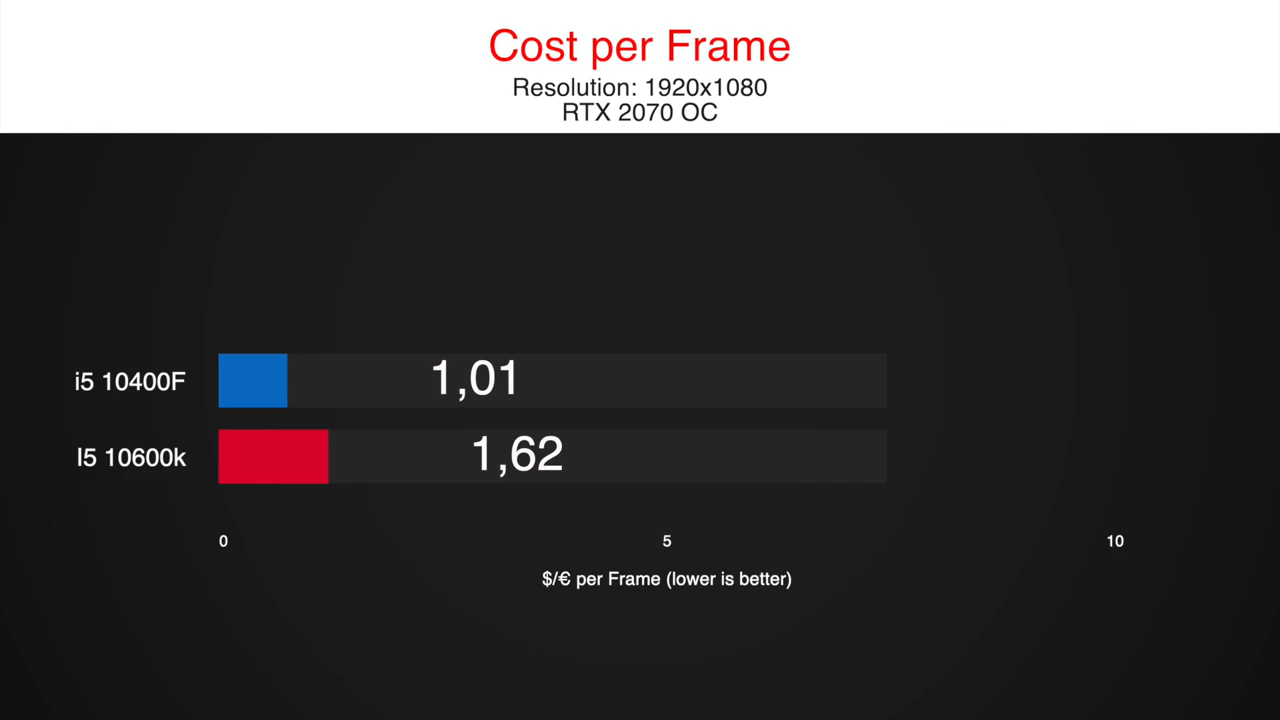 Cost per Frame
Resolution: 1920x1080
RTX 2070 OC
i5 10400F
1,01
I5 10600k
1,62
0
5
10
$/€ per Frame (lower is better)